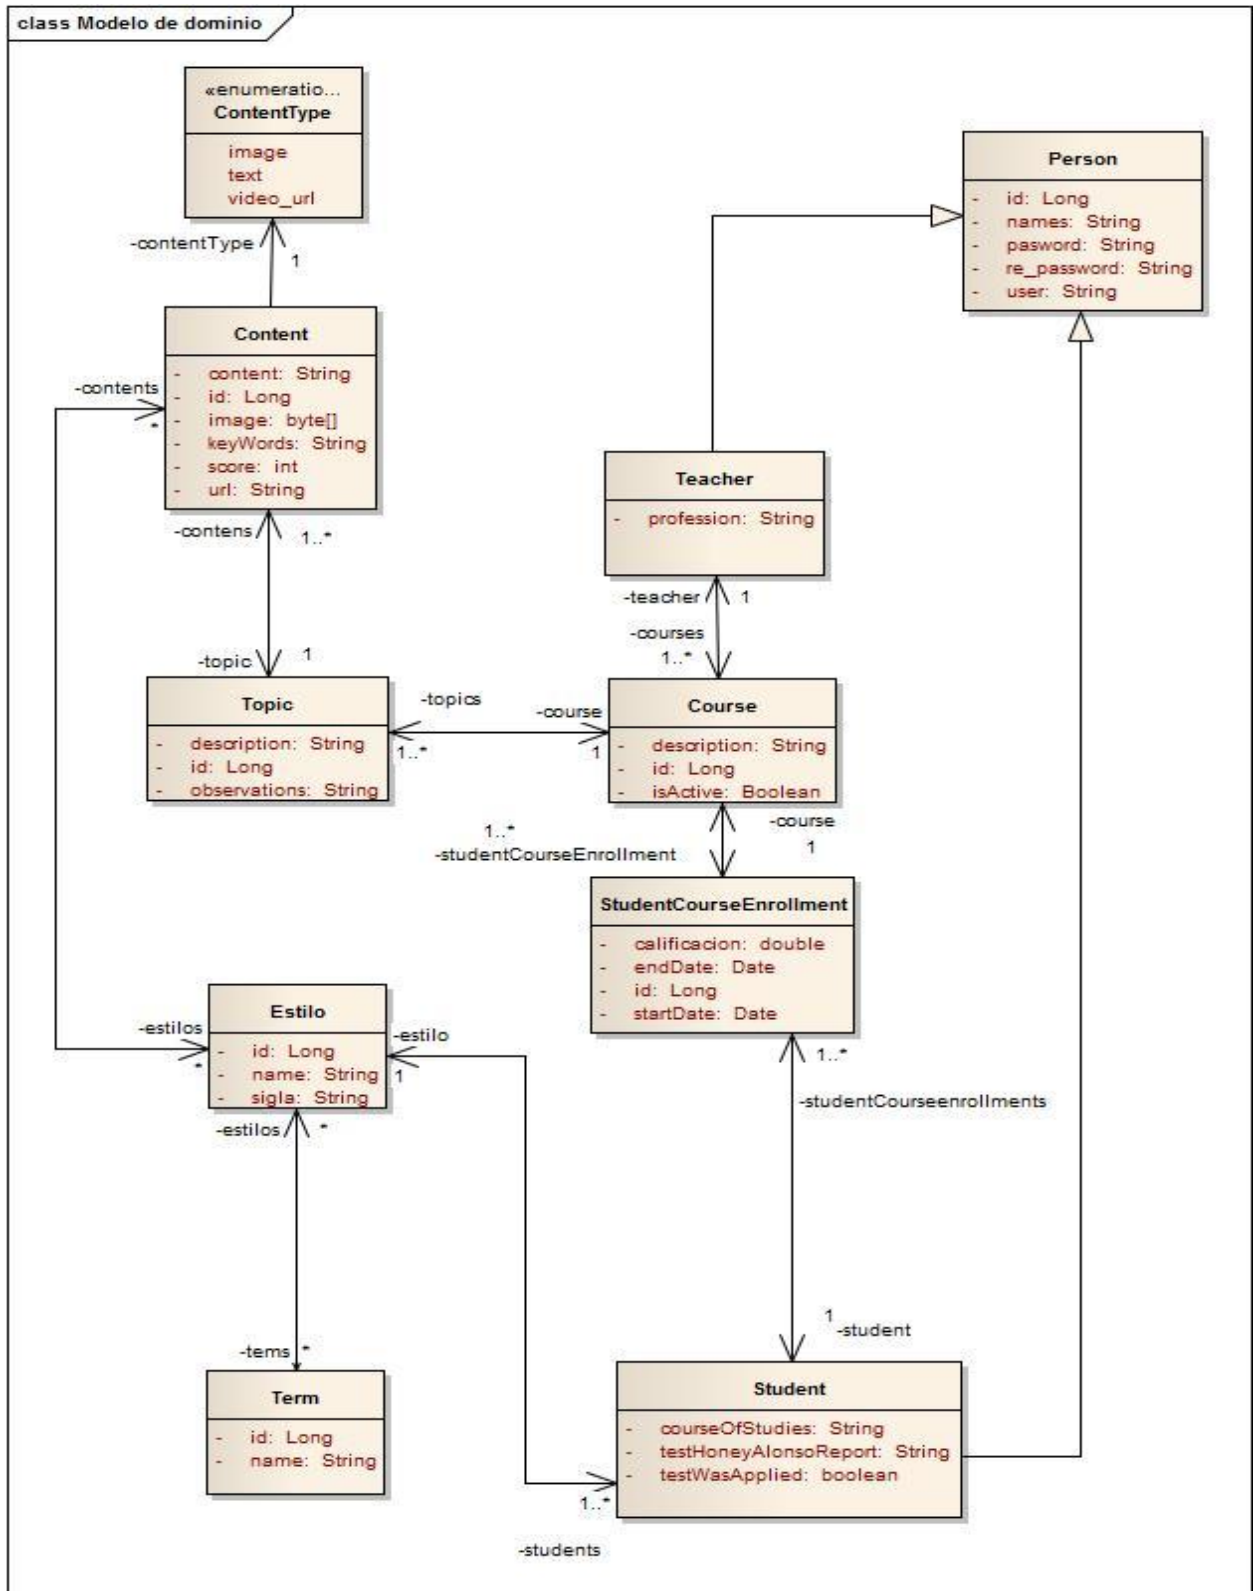 class Modelo de dominio
«enumeratio...
ContentType
image
text
video_url
-contentType
1
Person
- id: Long
- names: String
- pasword: String
- re_password: String
- user: String
Content
- content: String
- id: Long
- image: byte[]
- keyWords: String
- score: int
- url: String
-contents
*
-contens
1..*
Teacher
- profession: String
-teacher
1
-courses
1..*
-topic
1
Topic
- description: String
- id: Long
- observations: String
-topics
1..*
-course
1
Course
- description: String
- id: Long
- isActive: Boolean
-course
1
1..*
-studentCourseEnrollment
StudentCourseEnrollment
- calificacion: double
- endDate: Date
- id: Long
- startDate: Date
-estilos
*
Estilo
- id: Long
- name: String
- sigla: String
-estilo
1
1..*
-studentCourseenrollments
-estilos
*
-tems
*
Term
- id: Long
- name: String
1
-student
Student
- courseOfStudies: String
- testHoneyAlonsoReport: String
- testWasApplied: boolean
1..*
-students